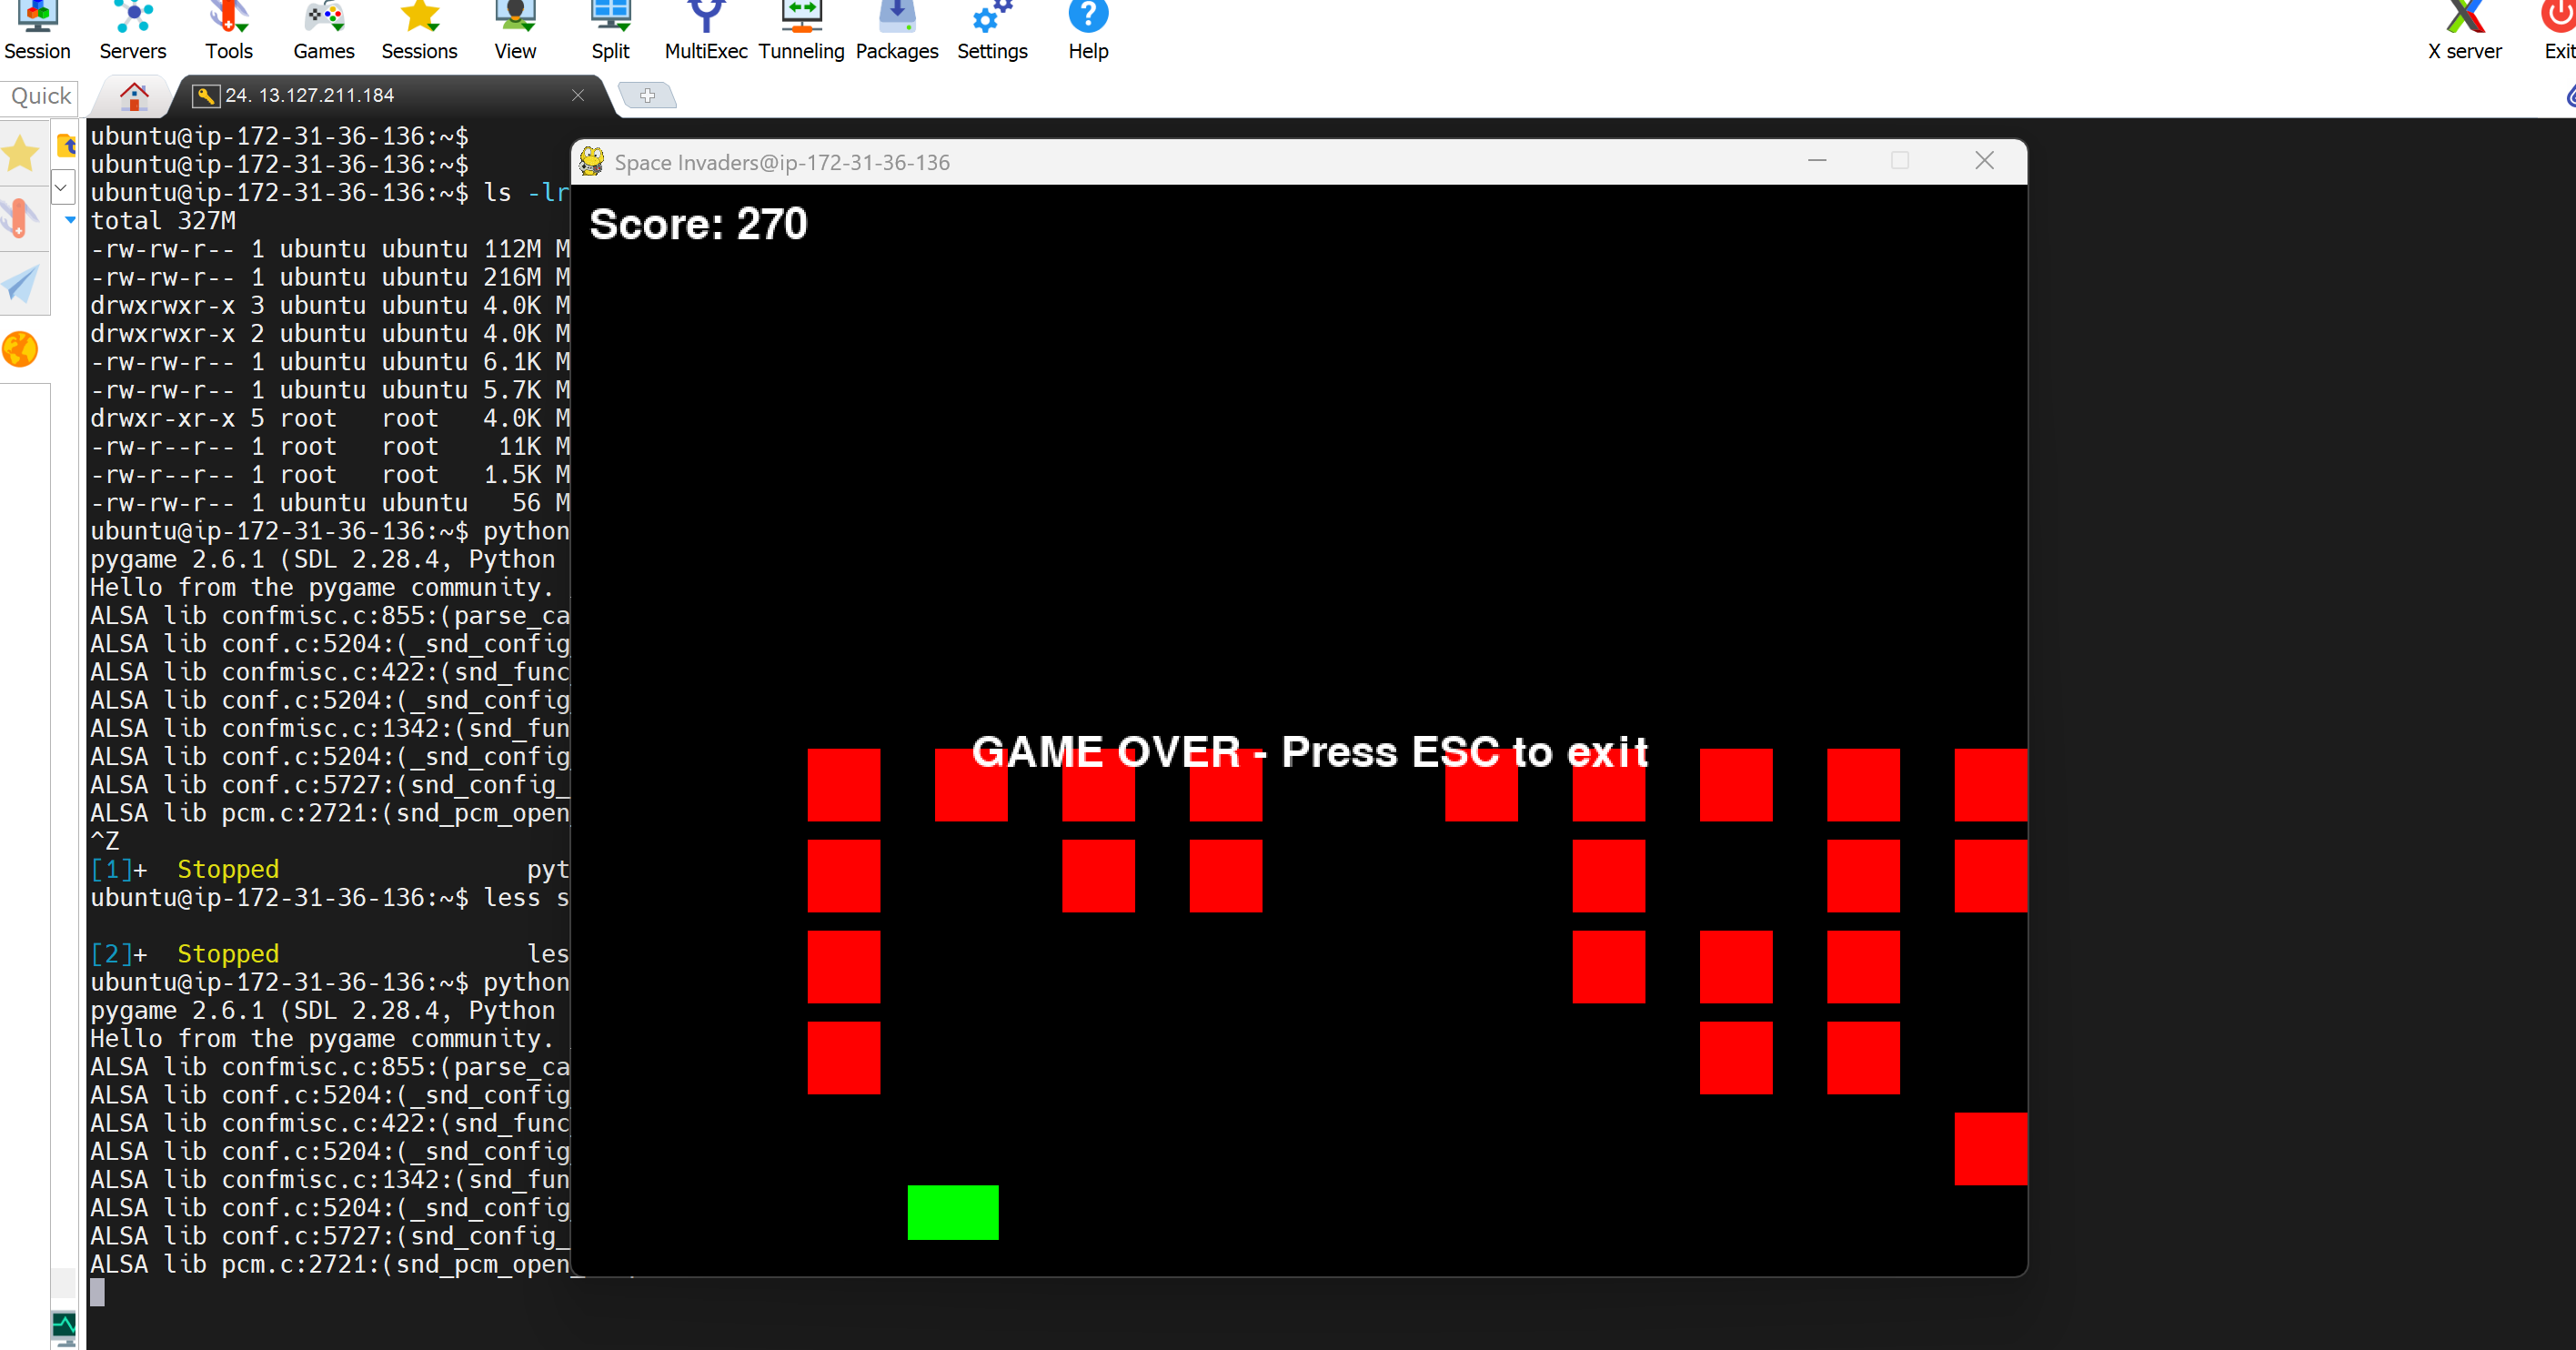 Session Servers Tools Games Sessions View Split MultiExec Tunneling Packages Settings Help X server Exit
Quick 24. 13.127.211.184
ubuntu@ip-172-31-36-136:~$
ubuntu@ip-172-31-36-136:~$
ubuntu@ip-172-31-36-136:~$ ls -lr
total 327M
-rw-rw-r-- 1 ubuntu ubuntu 112M M
-rw-rw-r-- 1 ubuntu ubuntu 216M M
drwxrwxr-x 3 ubuntu ubuntu 4.0K M
drwxrwxr-x 2 ubuntu ubuntu 4.0K M
-rw-rw-r-- 1 ubuntu ubuntu 6.1K M
-rw-rw-r-- 1 ubuntu ubuntu 5.7K M
drwxr-xr-x 5 root   root   4.0K M
-rw-r--r-- 1 root   root    11K M
-rw-r--r-- 1 root   root   1.5K M
-rw-rw-r-- 1 ubuntu ubuntu   56 M
ubuntu@ip-172-31-36-136:~$ python
pygame 2.6.1 (SDL 2.28.4, Python
Hello from the pygame community.
ALSA lib confmisc.c:855:(parse_ca
ALSA lib conf.c:5204:(_snd_config_
ALSA lib confmisc.c:422:(snd_func
ALSA lib conf.c:5204:(_snd_config_
ALSA lib confmisc.c:1342:(snd_fun
ALSA lib conf.c:5204:(_snd_config_
ALSA lib conf.c:5727:(snd_config_
ALSA lib pcm.c:2721:(snd_pcm_open_
^Z
[1]+  Stopped                 pyt
ubuntu@ip-172-31-36-136:~$ less s
[2]+  Stopped                 les
ubuntu@ip-172-31-36-136:~$ python
pygame 2.6.1 (SDL 2.28.4, Python
Hello from the pygame community.
ALSA lib confmisc.c:855:(parse_ca
ALSA lib conf.c:5204:(_snd_config_
ALSA lib confmisc.c:422:(snd_func
ALSA lib conf.c:5204:(_snd_config_
ALSA lib confmisc.c:1342:(snd_fun
ALSA lib conf.c:5204:(_snd_config_
ALSA lib conf.c:5727:(snd_config_
ALSA lib pcm.c:2721:(snd_pcm_open_
Space Invaders@ip-172-31-36-136
Score: 270
GAME OVER - Press ESC to exit